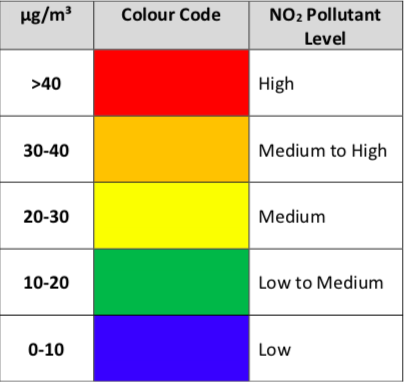 µg/m³ Colour Code NO₂ Pollutant
Level
>40 High
30-40 Medium to High
20-30 Medium
10-20 Low to Medium
0-10 Low